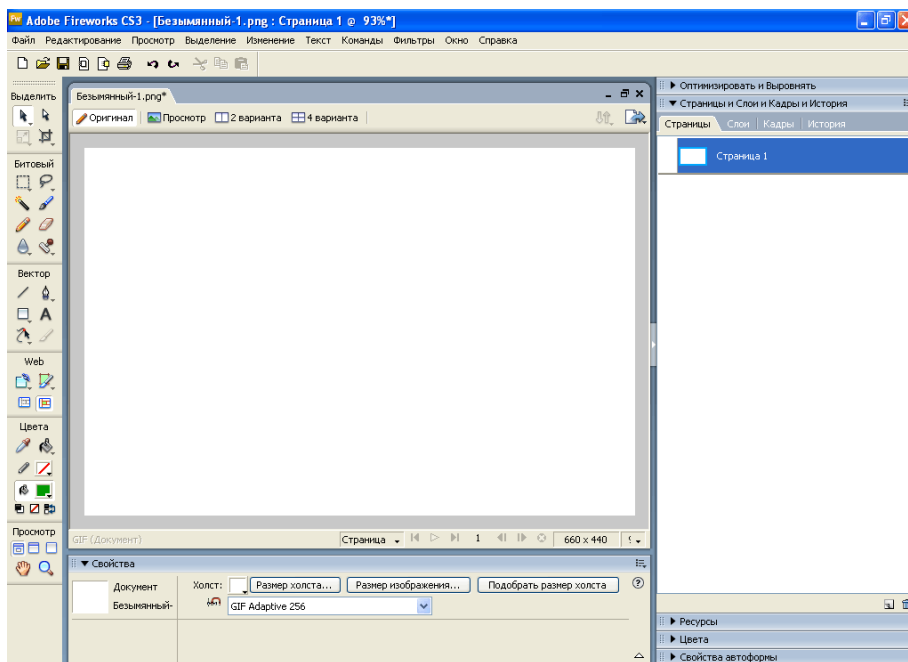 Adobe Fireworks CS3 - [Безымянный-1.png : Страница 1 @ 93%*]
Файл Редактирование Просмотр Выделение Изменение Текст Команды Фильтры Окно Справка
Выделить
Битовый
Вектор
Web
Цвета
Просмотр
Безымянный-1.png*
Оригинал Просмотр 2 варианта 4 варианта
GIF (Документ) Страница 1 660 x 440
Свойства
Документ Холст: Размер холста... Размер изображения... Подобрать размер холста
Безымянный- GIF Adaptive 256
Оптимизировать и Выровнять
Страницы и Слои и Кадры и История
Страницы Слои Кадры История
Страница 1
Ресурсы
Цвета
Свойства автоформы